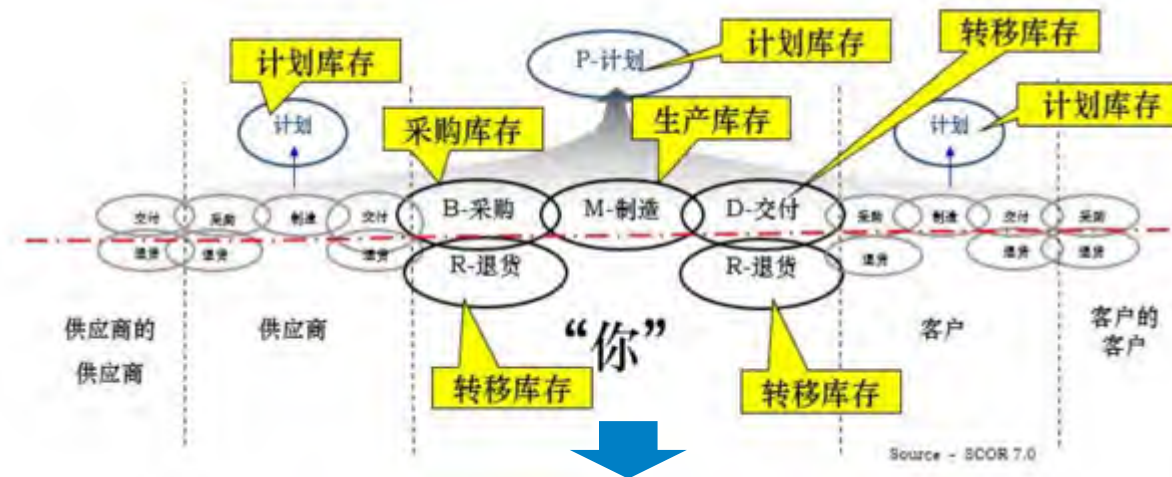 P-计划
计划库存
转移库存
计划库存
计划库存
计划
采购库存
生产库存
计划
交付
采购
制造
交付
B-采购
M-制造
D-交付
采购
制造
交付
采购
退货
退货
退货
R-退货
R-退货
退货
退货
退货
供应商的
供应商
供应商
“你”
客户
客户的
客户
转移库存
转移库存
Source - SCOR 7.0